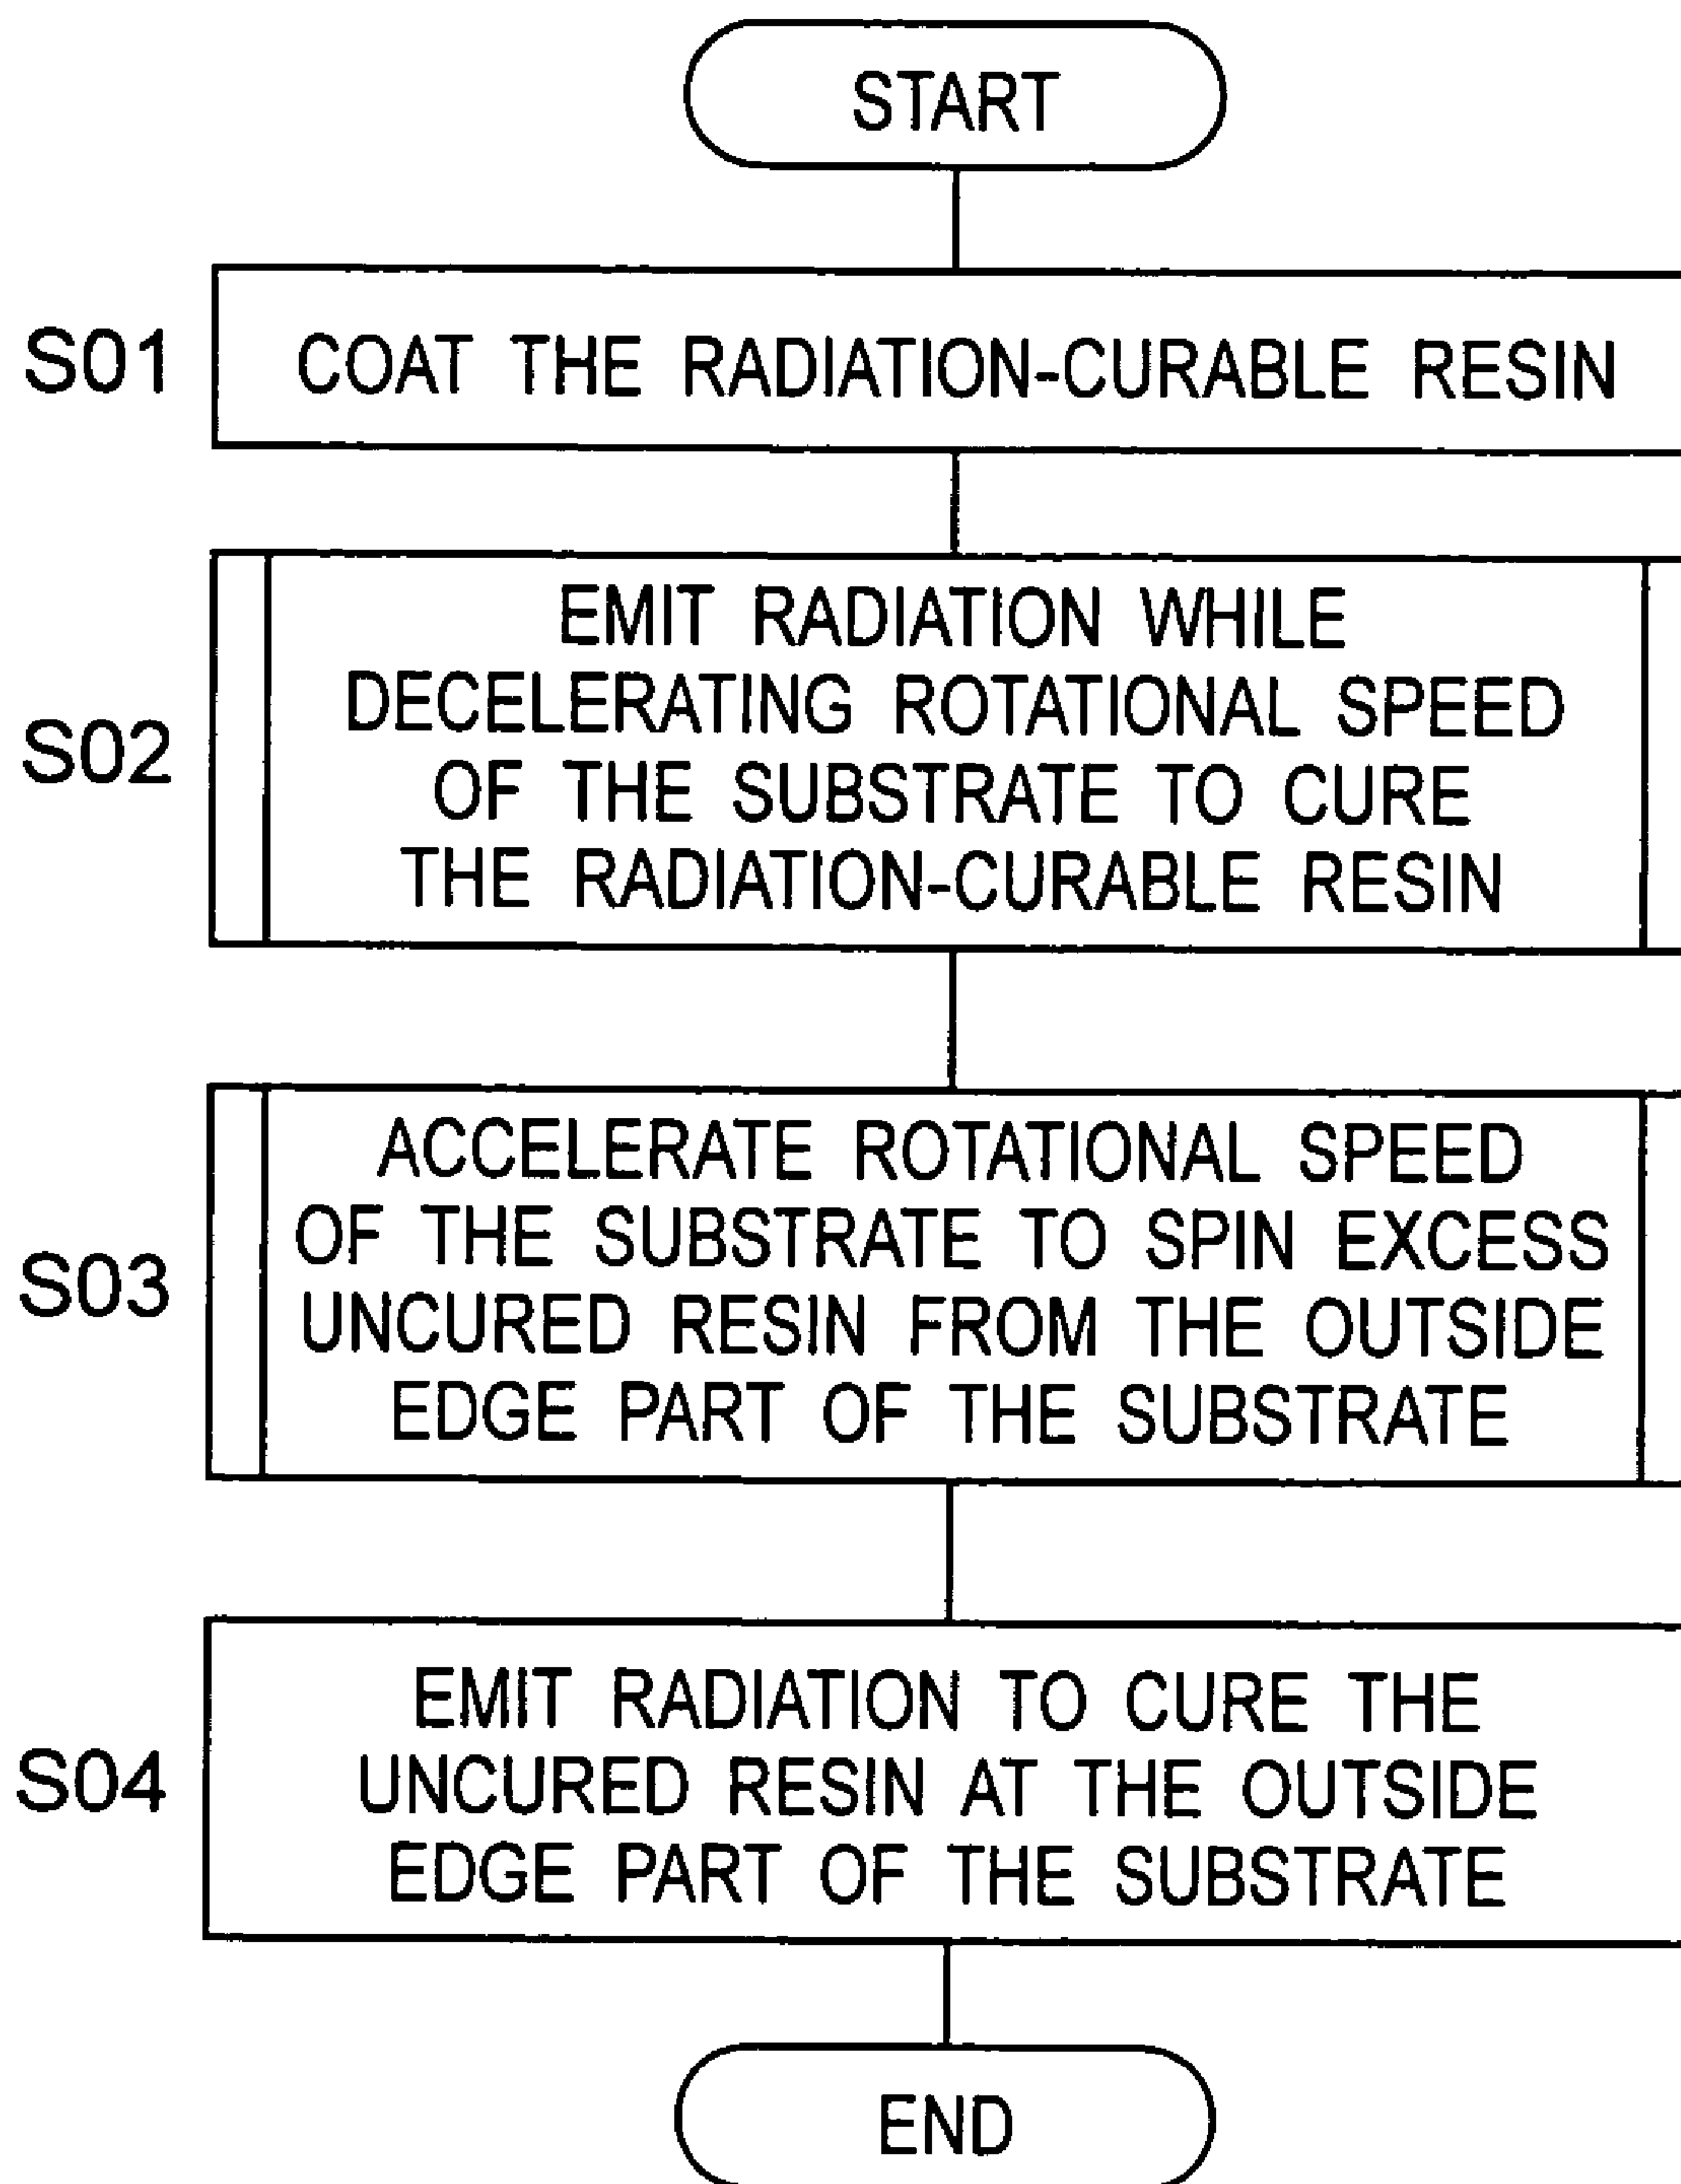 START
S01
COAT THE RADIATION-CURABLE RESIN
S02
EMIT RADIATION WHILE
DECELERATING ROTATIONAL SPEED
OF THE SUBSTRATE TO CURE
THE RADIATION-CURABLE RESIN
S03
ACCELERATE ROTATIONAL SPEED
OF THE SUBSTRATE TO SPIN EXCESS
UNCURED RESIN FROM THE OUTSIDE
EDGE PART OF THE SUBSTRATE
S04
EMIT RADIATION TO CURE THE
UNCURED RESIN AT THE OUTSIDE
EDGE PART OF THE SUBSTRATE
END